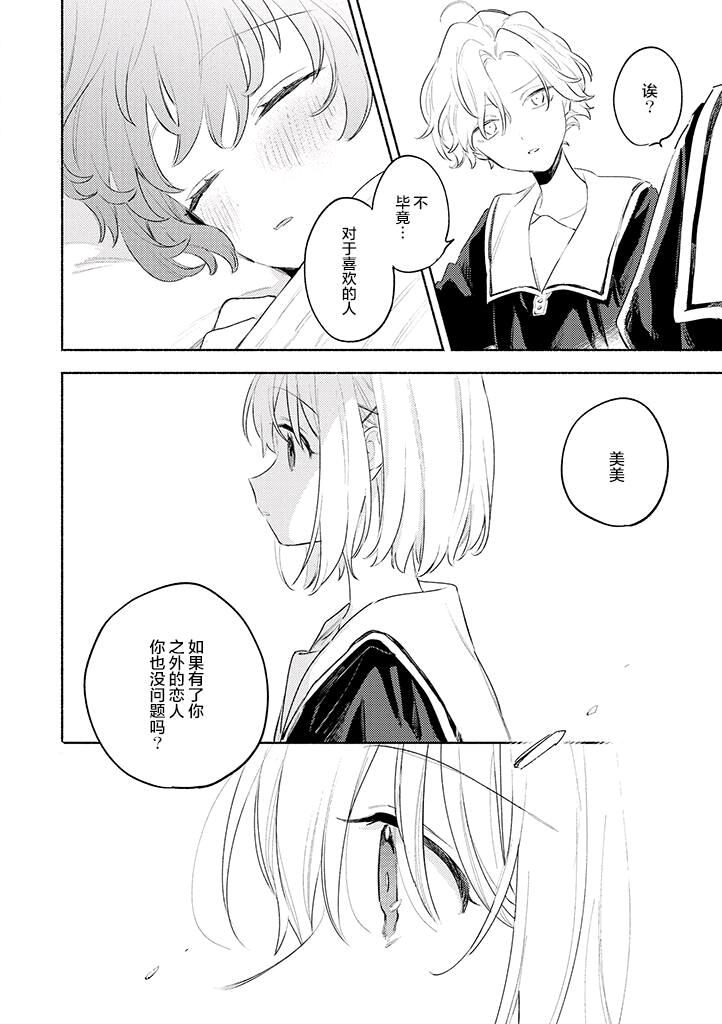 诶？
不
毕竟…
对于喜欢的人
美美
如果有了你
之外的恋人
你也没问题吗？